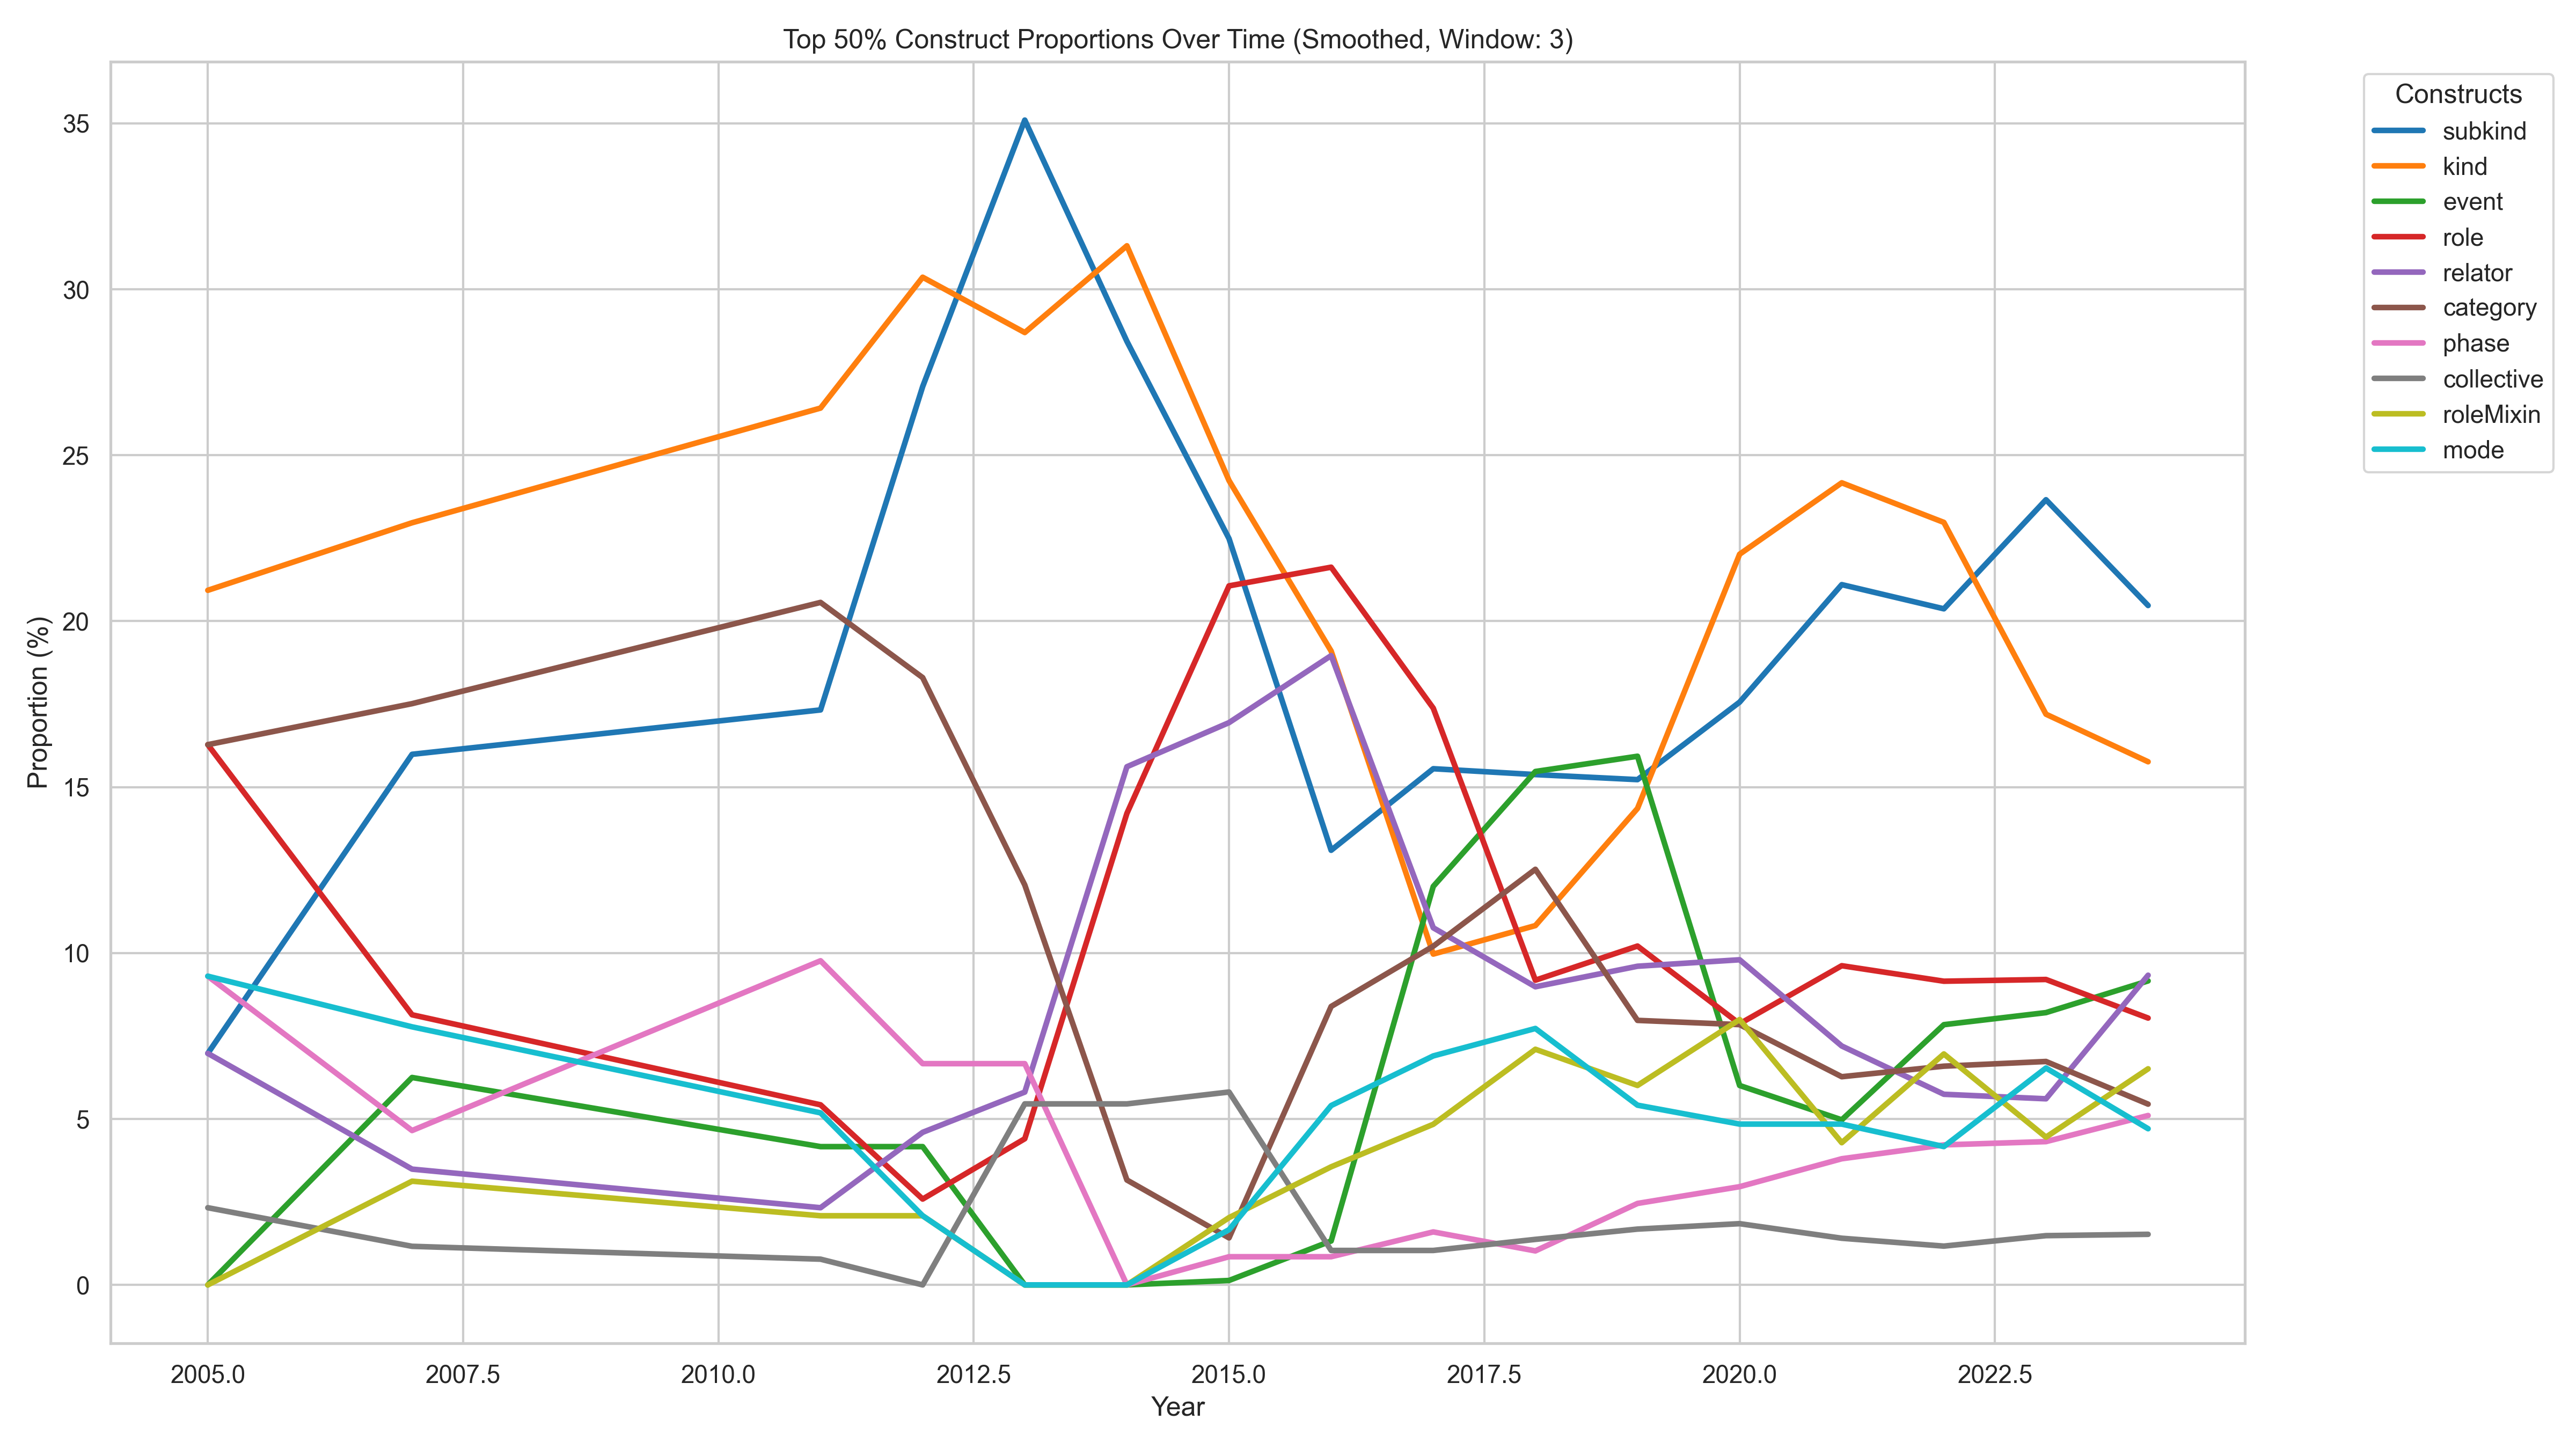 Top 50% Construct Proportions Over Time (Smoothed, Window: 3)
Constructs
subkind
kind
event
role
relator
category
phase
collective
roleMixin
mode
Proportion (%)
35
30
25
20
15
10
5
0
2005.0 2007.5 2010.0 2012.5 2015.0 2017.5 2020.0 2022.5
Year